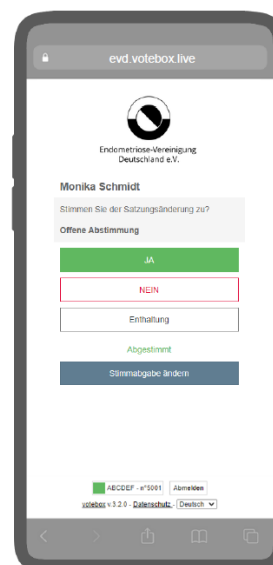 evd.votebox.live
Endometriose-Vereinigung
Deutschland e.V.
Monika Schmidt
Stimmen Sie der Satzungsänderung zu?
Offene Abstimmung
JA
NEIN
Enthaltung
Abgestimmt
Stimmabgabe ändern
ABCDEF - n°5001 Abmelden
votebox v.3.2.0 - Datenschutz - Deutsch